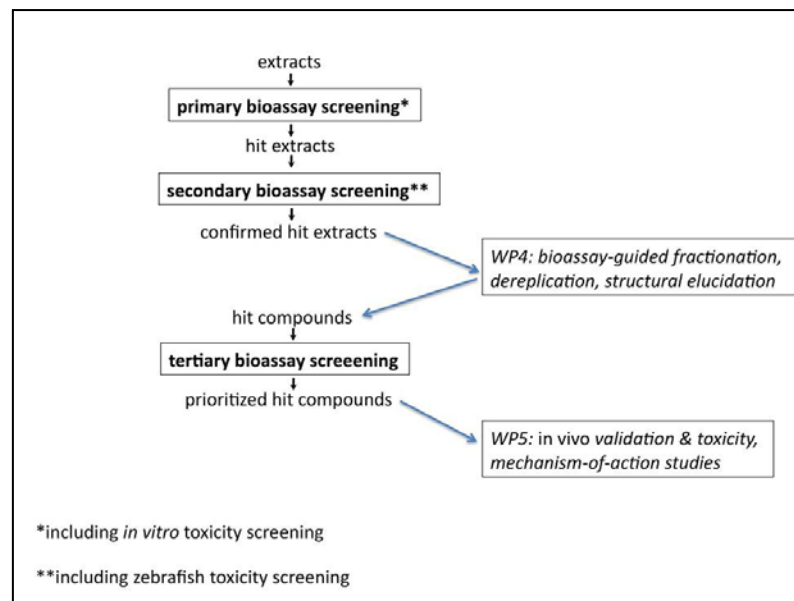 extracts
primary bioassay screening*
hit extracts
secondary bioassay screening**
confirmed hit extracts
WP4: bioassay-guided fractionation,
dereplication, structural elucidation
hit compounds
tertiary bioassay screeening
prioritized hit compounds
WP5: in vivo validation & toxicity,
mechanism-of-action studies
*including in vitro toxicity screening
**including zebrafish toxicity screening